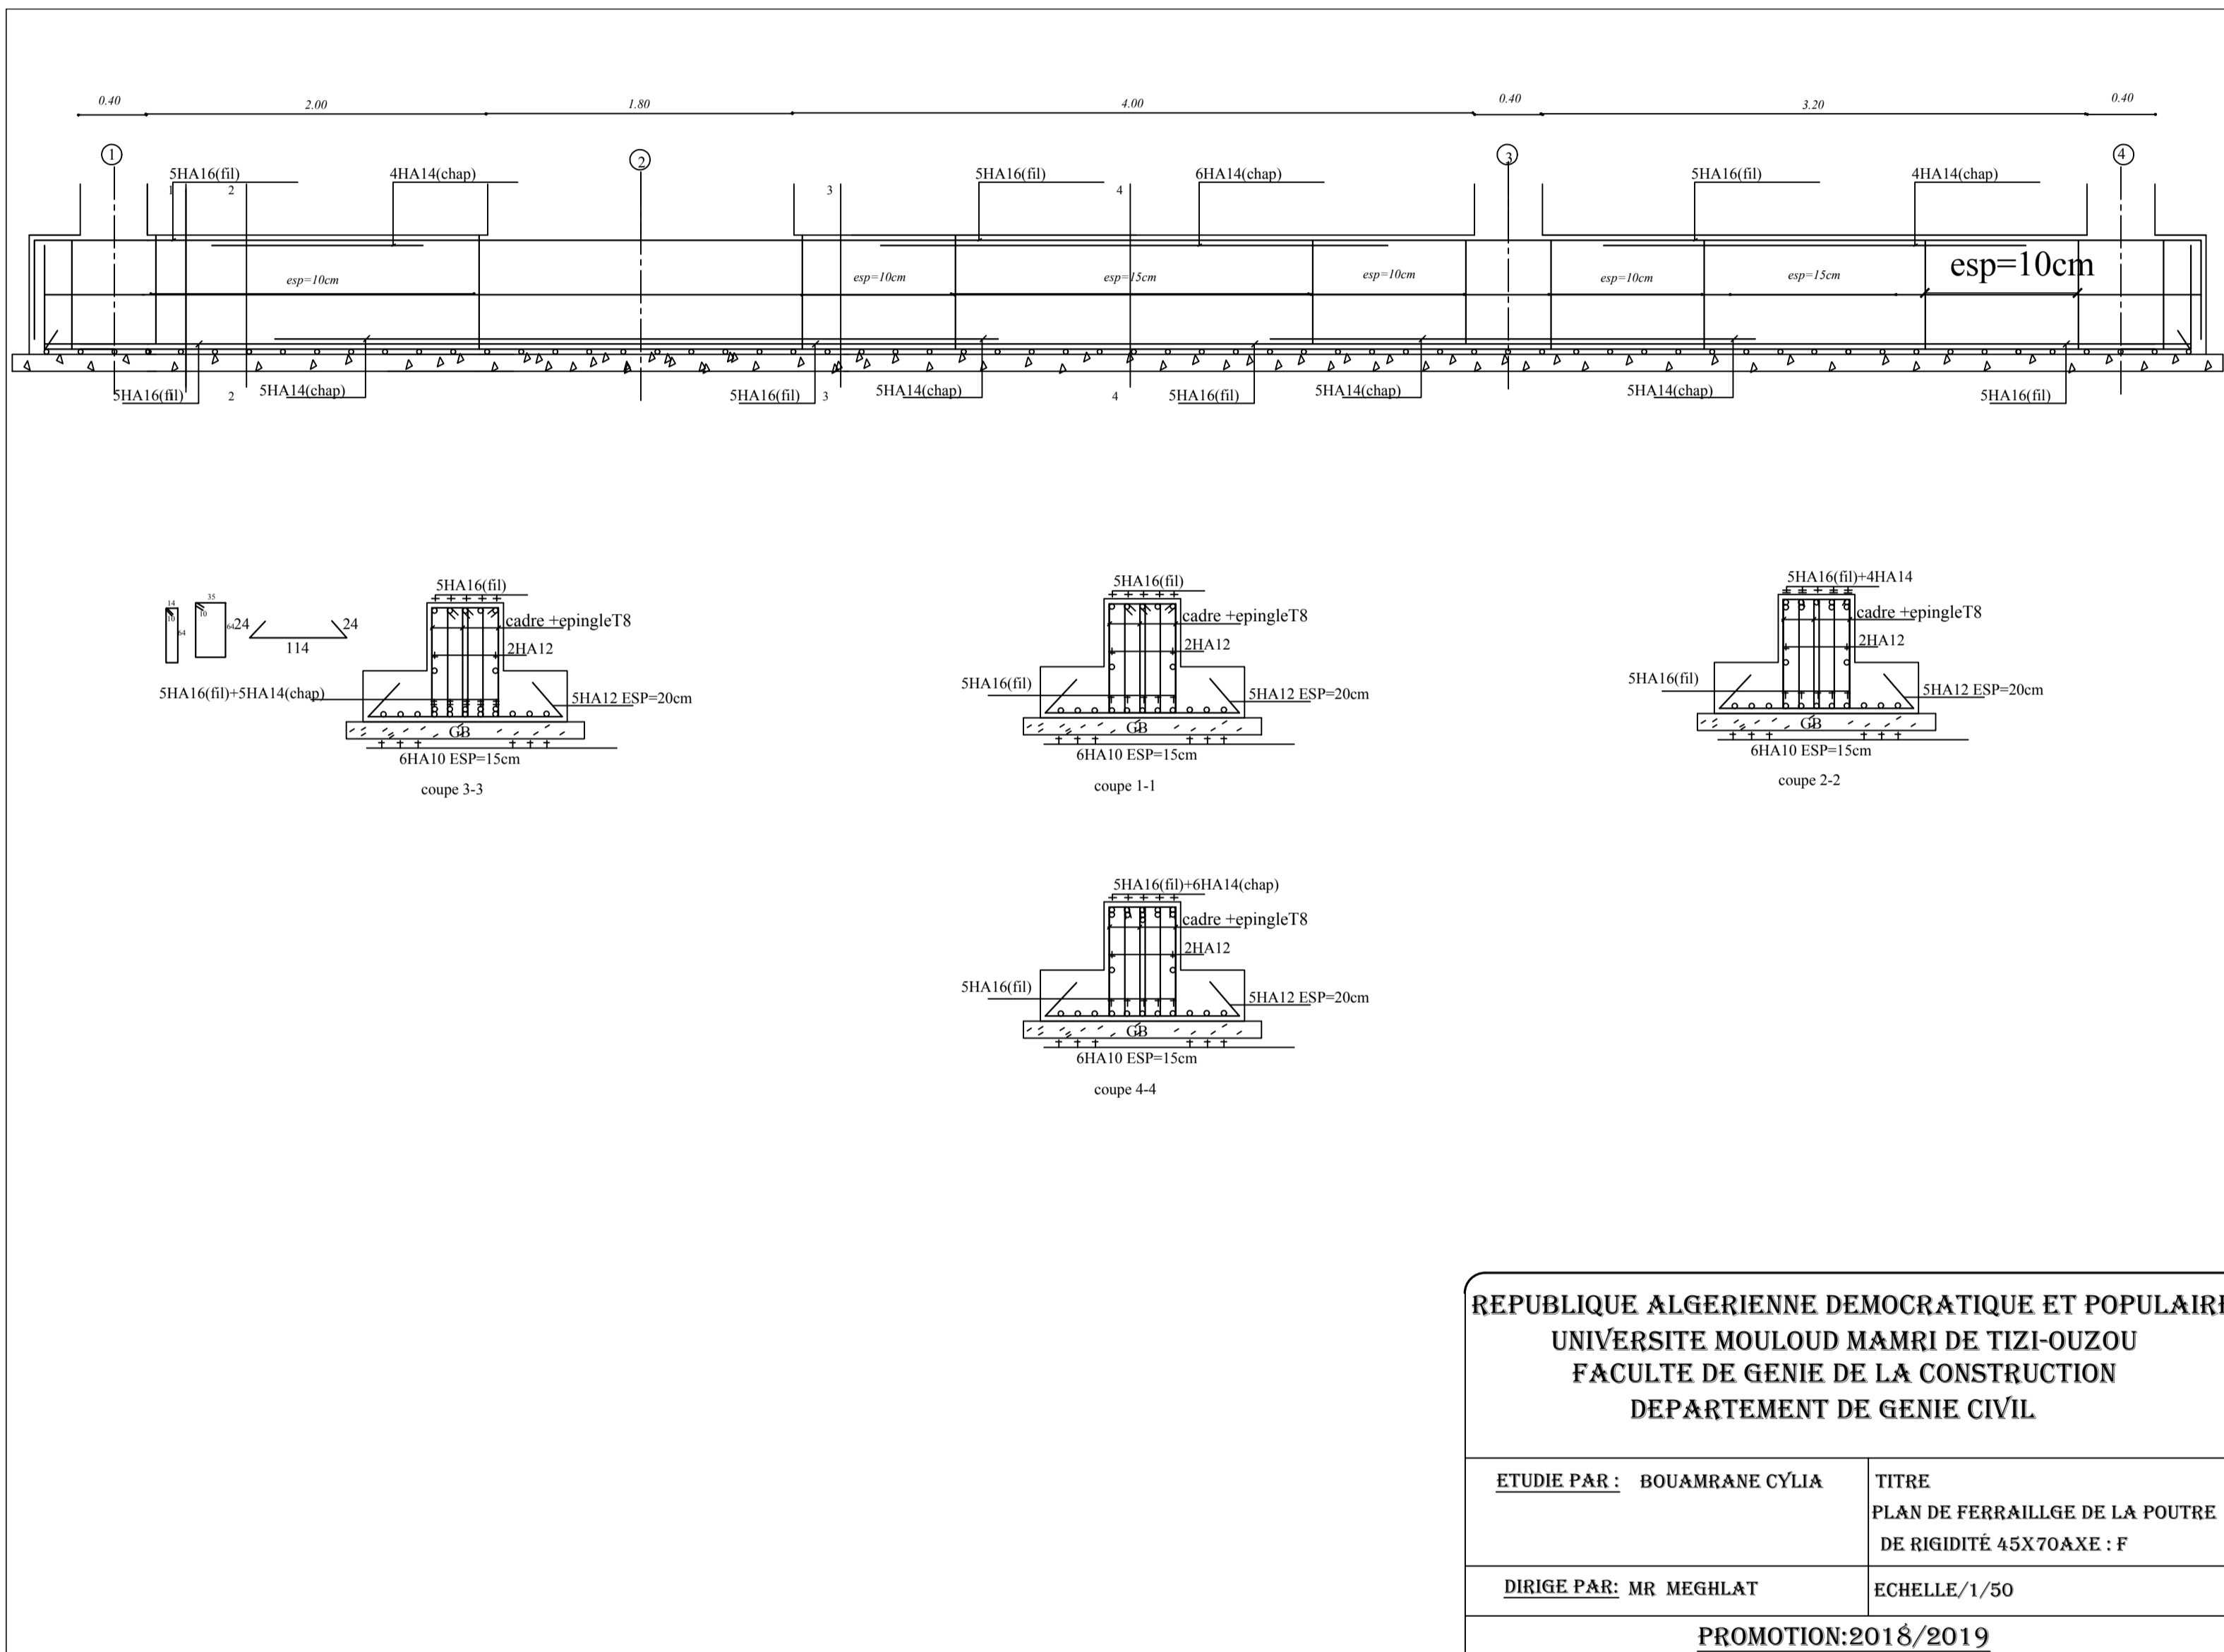 0.40 2.00 1.80 4.00 0.40 3.20 0.40
1 2 3 4
5HA16(fil) 4HA14(chap) 5HA16(fil) 6HA14(chap) 5HA16(fil) 4HA14(chap)
1 2 3 4
esp=10cm esp=10cm esp=15cm esp=10cm esp=10cm esp=15cm esp=10cm
5HA16(fil) 1 2 5HA14(chap) 5HA16(fil) 3 5HA14(chap) 4 5HA16(fil) 5HA14(chap) 5HA14(chap) 5HA16(fil)
14
10
64
35
10
64
24 24
114
5HA16(fil)
cadre +epingleT8
2HA12
5HA16(fil)+5HA14(chap)
5HA12 ESP=20cm
GB
6HA10 ESP=15cm
coupe 3-3
5HA16(fil)
cadre +epingleT8
2HA12
5HA16(fil)
5HA12 ESP=20cm
GB
6HA10 ESP=15cm
coupe 1-1
5HA16(fil)+4HA14
cadre +epingleT8
2HA12
5HA16(fil)
5HA12 ESP=20cm
GB
6HA10 ESP=15cm
coupe 2-2
5HA16(fil)+6HA14(chap)
cadre +epingleT8
2HA12
5HA16(fil)
5HA12 ESP=20cm
GB
6HA10 ESP=15cm
coupe 4-4
REPUBLIQUE ALGERIENNE DEMOCRATIQUE ET POPULAIRE
UNIVERSITE MOULOUD MAMRI DE TIZI-OUZOU
FACULTE DE GENIE DE LA CONSTRUCTION
DEPARTEMENT DE GENIE CIVIL
ETUDIE PAR : BOUAMRANE CYLIA
TITRE
PLAN DE FERRAILLGE DE LA POUTRE
DE RIGIDITÉ 45X70AXE : F
DIRIGE PAR: MR MEGHLAT
ECHELLE/1/50
PROMOTION:2018/2019